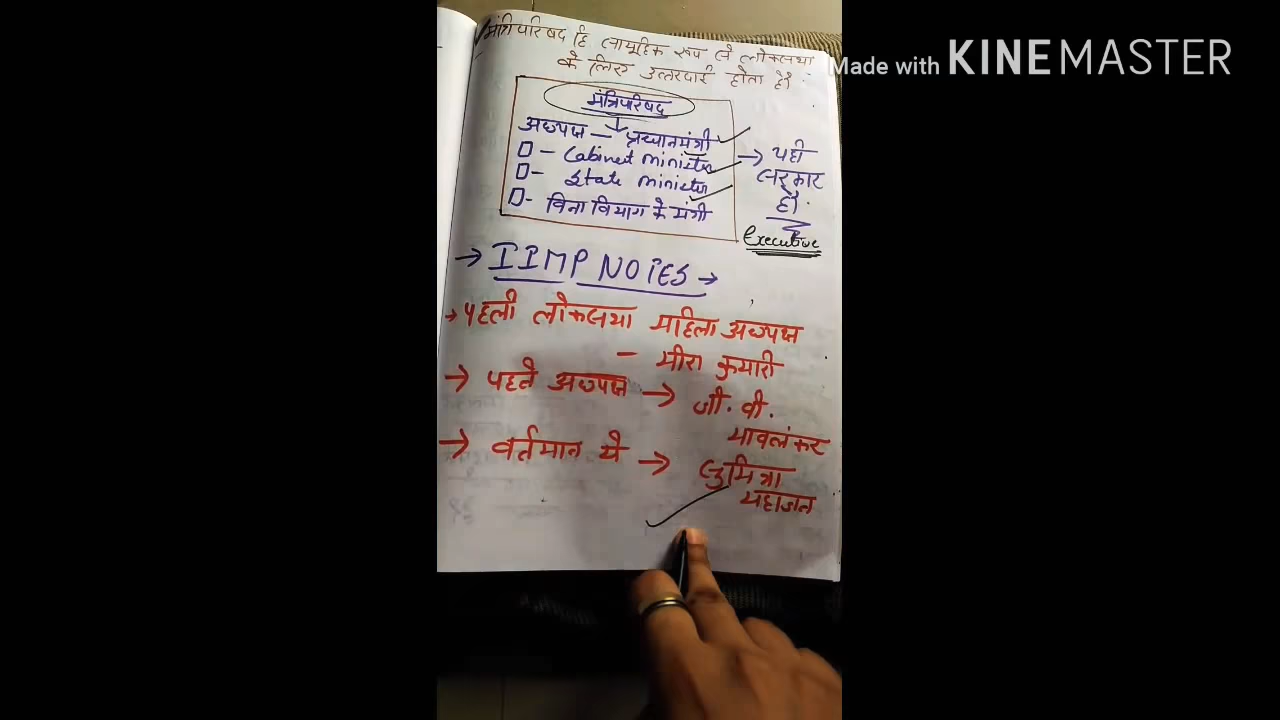 मंत्रिपरिषद हि सामूहिक रूप से लोकसभा
के लिए उत्तरदाई होता है।
Made with KINEMASTER
मंत्रिपरिषद
अध्यक्ष – प्रधानमंत्री
– Cabinet minister
– State minister
– विना विभाग के मंत्री
→ यही
सरकार
है।
Executive
→ IIMP NOTES →
→ पहली लोकसभा महिला अध्यक्ष
– मीरा कुमारी
→ पहले अध्यक्ष → जी. वी.
मावलंकर
→ वर्तमान मे → सुमित्रा
महाजन